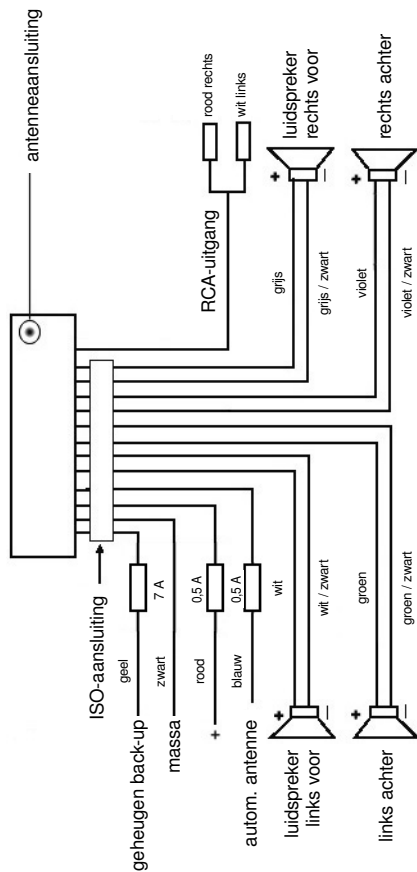 antenneaansluiting
rood rechts
wit links
RCA-uitgang
luidspreker
rechts voor
+
–
grijs
grijs / zwart
rechts achter
+
–
violet
violet / zwart
ISO-aansluiting
geheugen back-up
geel
7 A
massa
zwart
+
rood
0,5 A
autom. antenne
blauw
0,5 A
luidspreker
links voor
+
–
wit
wit / zwart
links achter
+
–
groen
groen / zwart